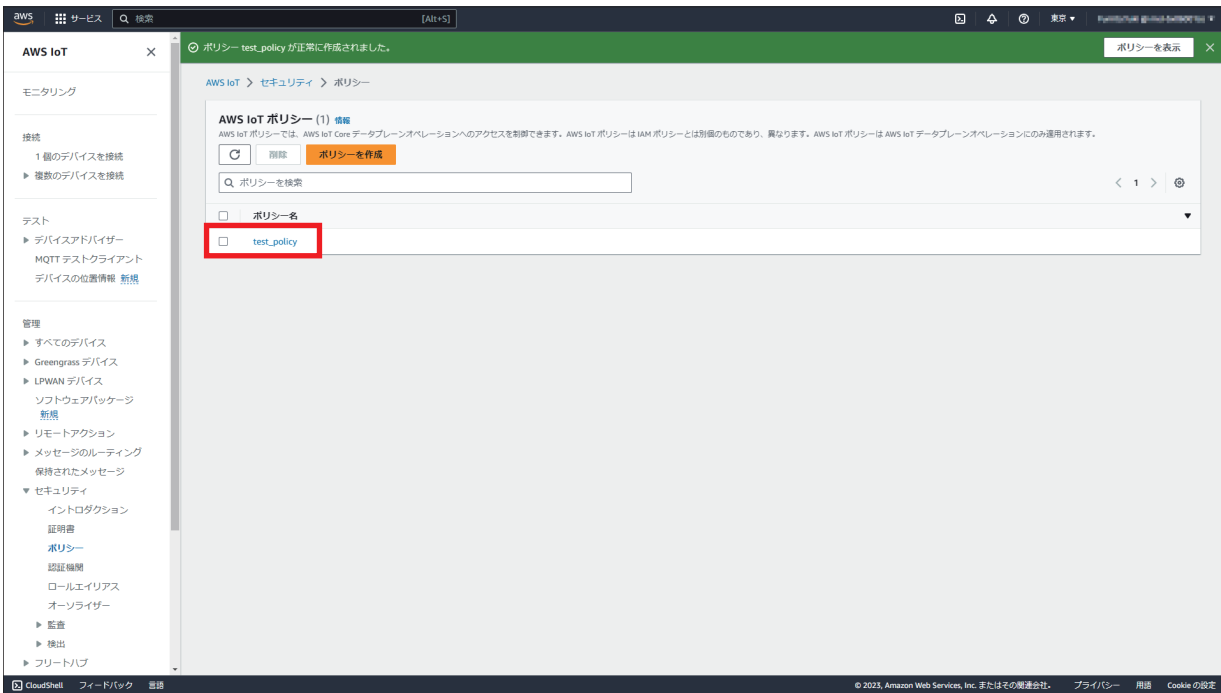 aws サービス 検索 [Alt+S] 東京
AWS IoT
モニタリング
接続
1 個のデバイスを接続
複数のデバイスを接続
テスト
デバイスアドバイザー
MQTT テストクライアント
デバイスの位置情報 新規
管理
すべてのデバイス
Greengrass デバイス
LPWAN デバイス
ソフトウェアパッケージ
新規
リモートアクション
メッセージのルーティング
保持されたメッセージ
セキュリティ
イントロダクション
証明書
ポリシー
認証機関
ロールエイリアス
オーソライザー
監査
検出
フリートハブ
ポリシー test_policy が正常に作成されました。 ポリシーを表示
AWS IoT > セキュリティ > ポリシー
AWS IoT ポリシー (1) 情報
AWS IoT ポリシーでは、AWS IoT Core データプレーンオペレーションへのアクセスを制御できます。AWS IoT ポリシーは IAM ポリシーとは別個のものであり、異なります。AWS IoT ポリシーは AWS IoT データプレーンオペレーションにのみ適用されます。
削除 ポリシーを作成
ポリシーを検索 1
ポリシー名
test_policy
CloudShell フィードバック 言語 © 2023, Amazon Web Services, Inc. またはその関連会社。 プライバシー 用語 Cookie の設定